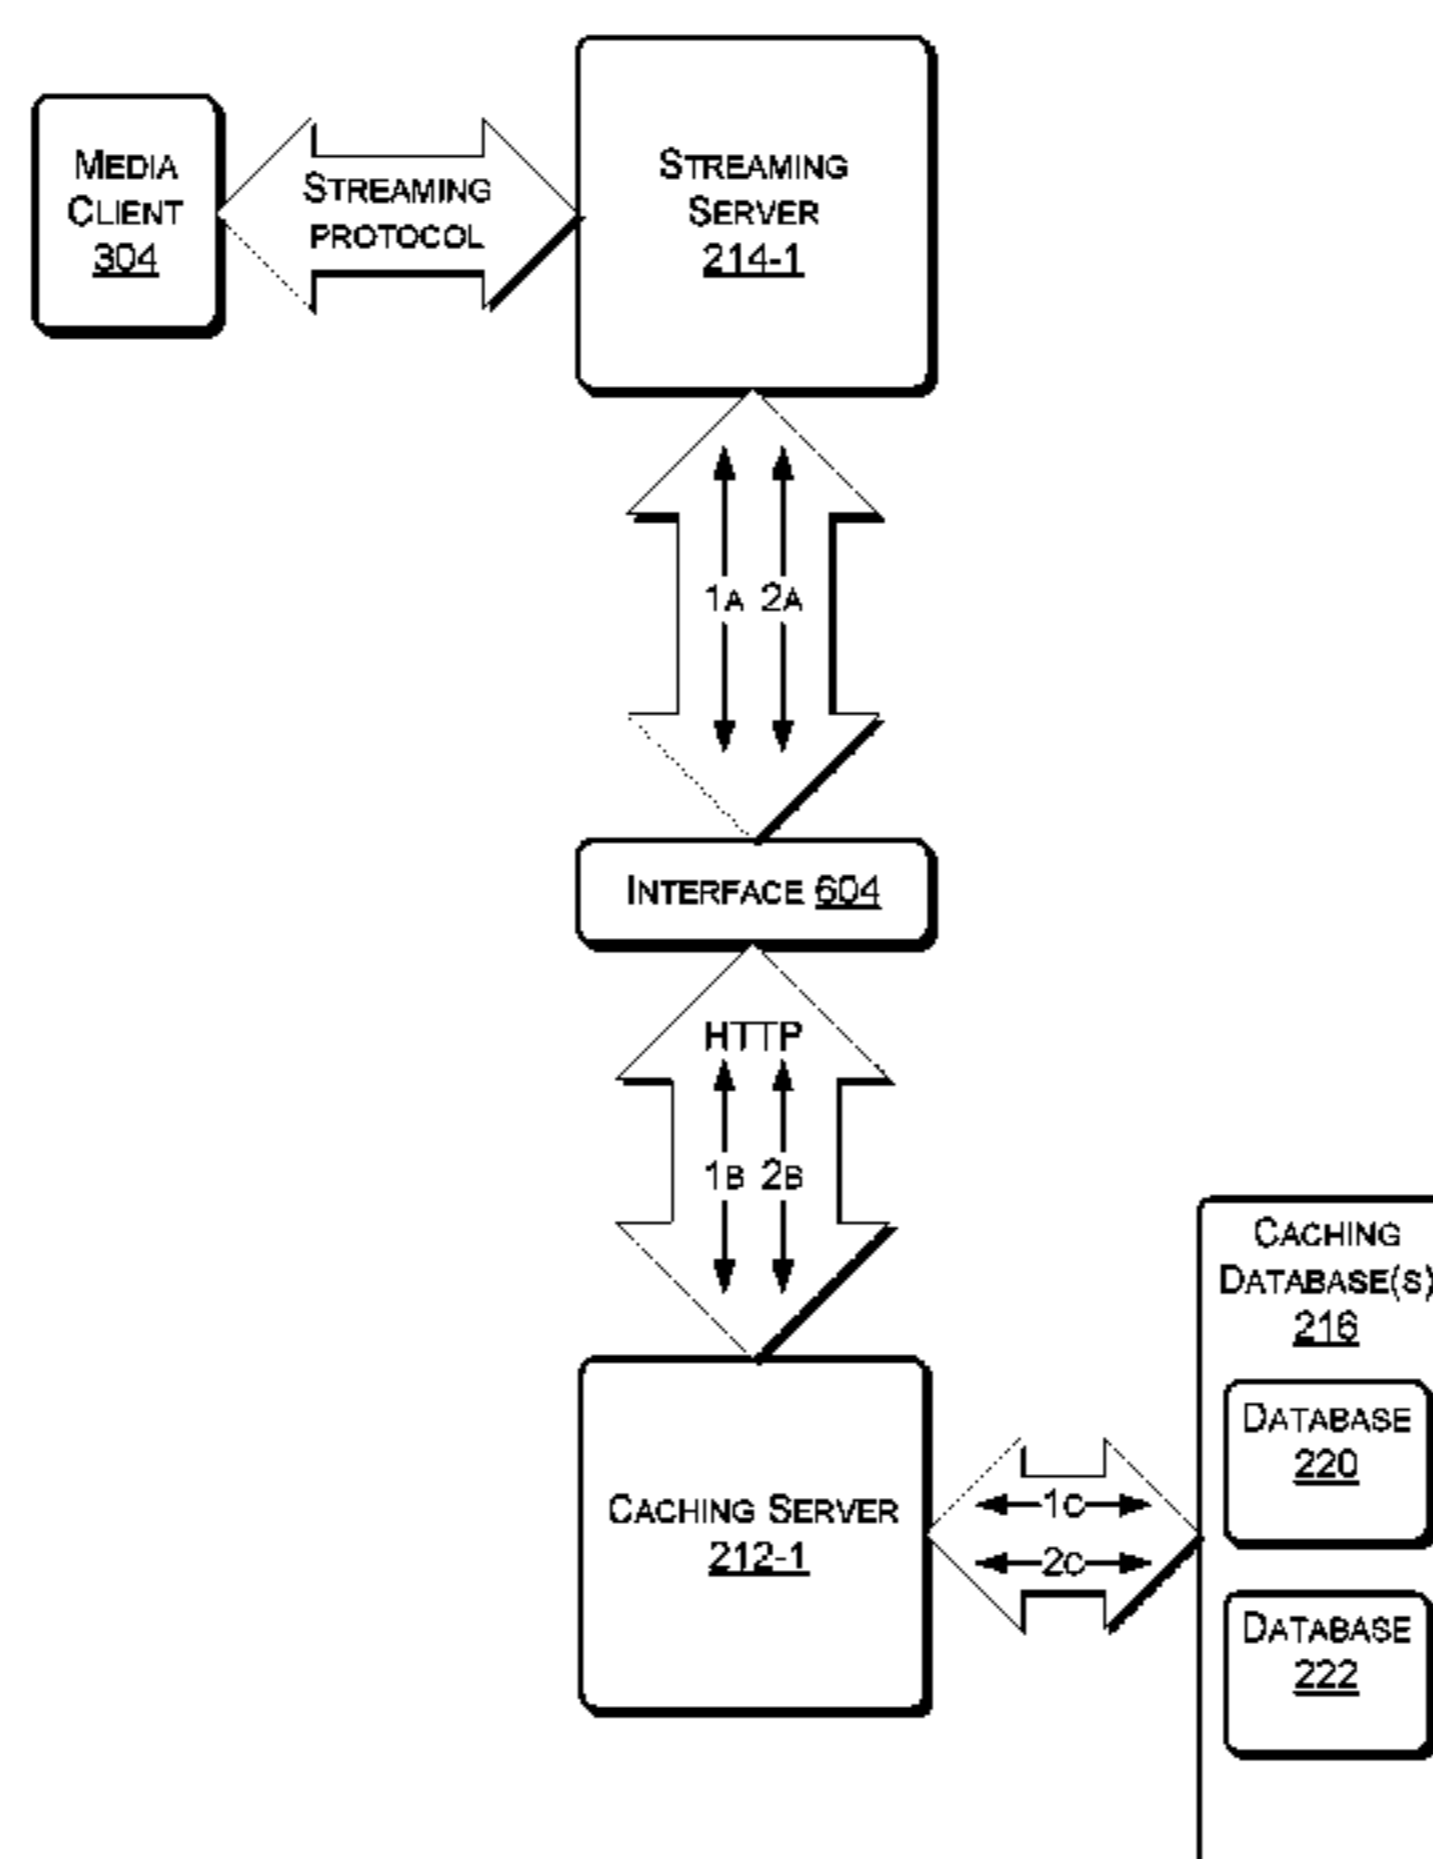 MEDIA
CLIENT
304
STREAMING
PROTOCOL
STREAMING
SERVER
214-1
1A 2A
INTERFACE 604
HTTP
1B 2B
CACHING SERVER
212-1
1C
2C
CACHING
DATABASE(S)
216
DATABASE
220
DATABASE
222